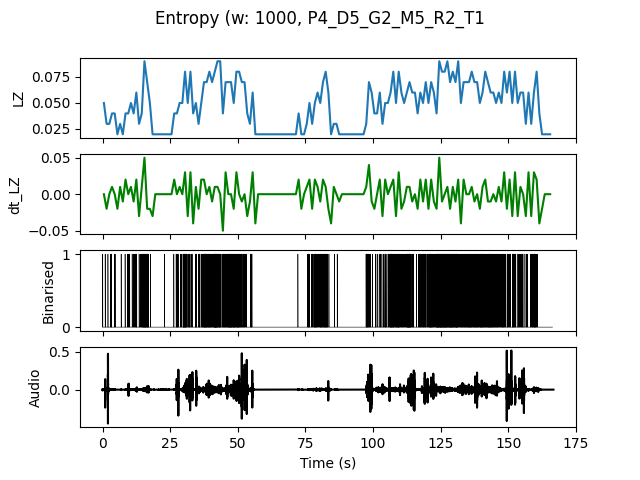 Entropy (w: 1000, P4_D5_G2_M5_R2_T1
LZ
0.075
0.050
0.025
dt_LZ
0.05
0.00
−0.05
Binarised
1
0
Audio
0.5
0.0
0 25 50 75 100 125 150 175
Time (s)